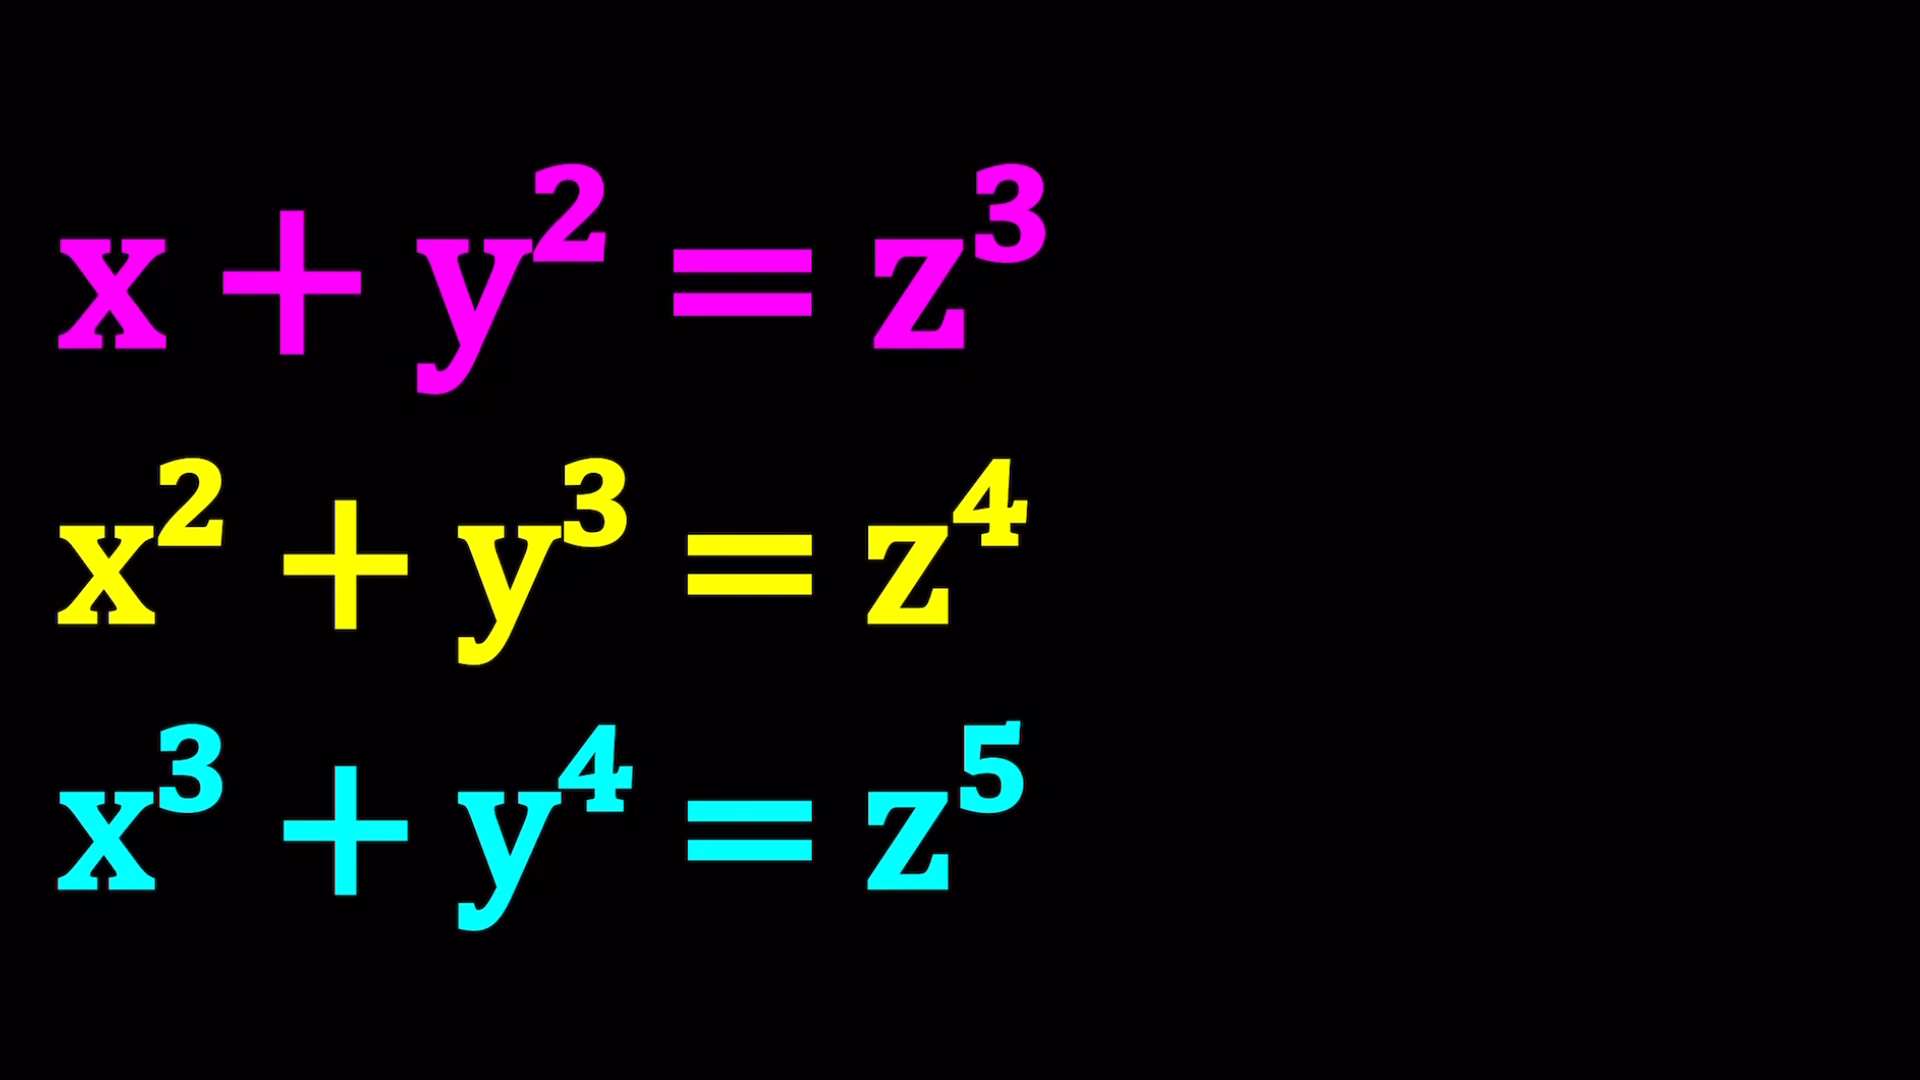 x + y² = z³
x² + y³ = z⁴
x³ + y⁴ = z⁵